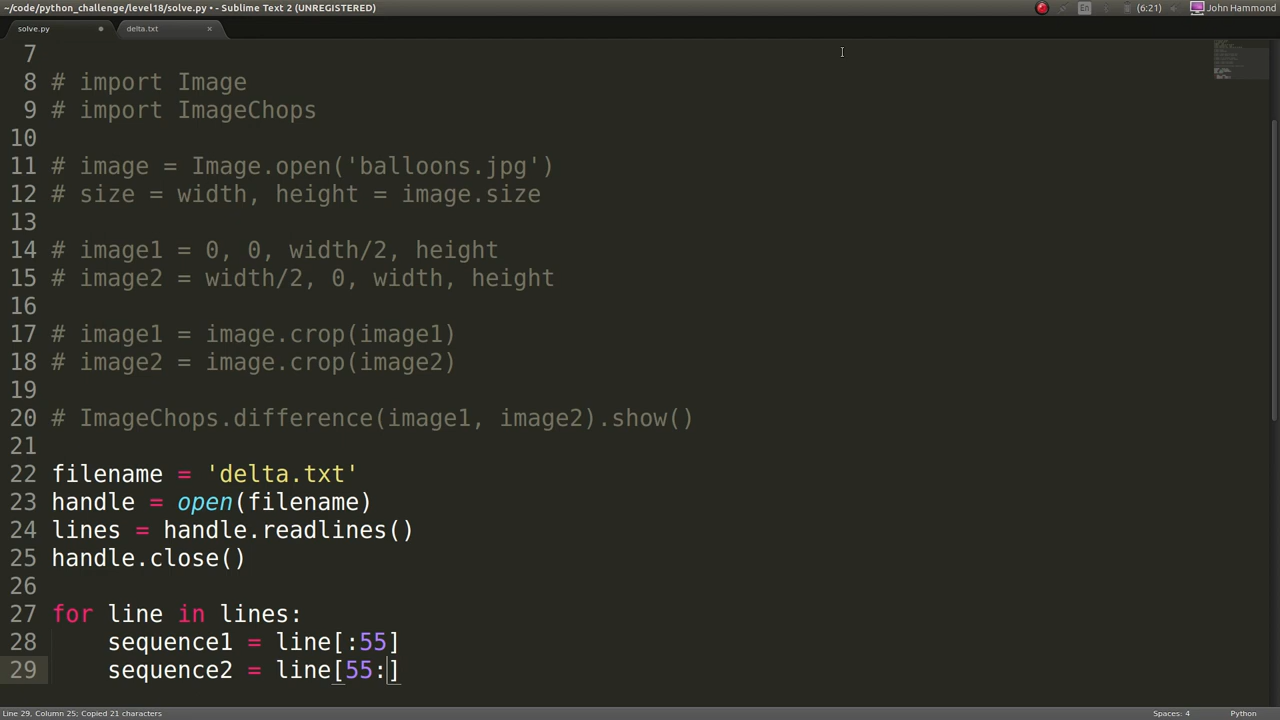 ~/code/python_challenge/level18/solve.py • - Sublime Text 2 (UNREGISTERED)
En
(6:21)
John Hammond
solve.py
delta.txt
7
8 # import Image
9 # import ImageChops
10
11 # image = Image.open('balloons.jpg')
12 # size = width, height = image.size
13
14 # image1 = 0, 0, width/2, height
15 # image2 = width/2, 0, width, height
16
17 # image1 = image.crop(image1)
18 # image2 = image.crop(image2)
19
20 # ImageChops.difference(image1, image2).show()
21
22 filename = 'delta.txt'
23 handle = open(filename)
24 lines = handle.readlines()
25 handle.close()
26
27 for line in lines:
28     sequence1 = line[:55]
29     sequence2 = line[55:]
Line 29, Column 25; Copied 21 characters
Spaces: 4
Python